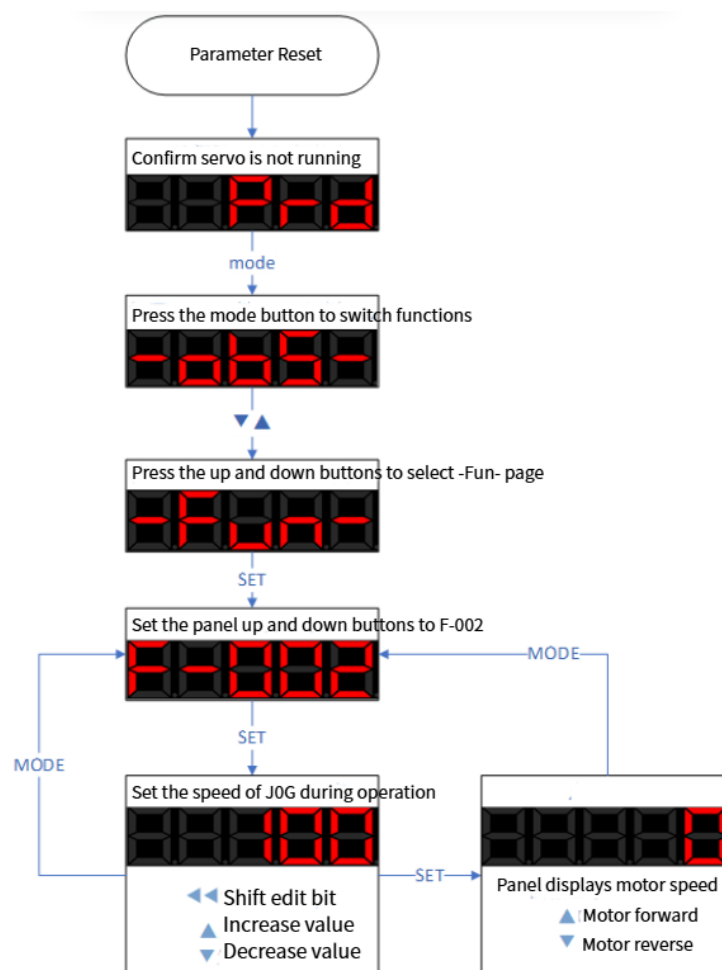 Parameter Reset
Confirm servo is not running
Prd
mode
Press the mode button to switch functions
-obS-
▼▲
Press the up and down buttons to select -Fun- page
-Fun-
SET
Set the panel up and down buttons to F-002
F-002
MODE
SET
MODE
Set the speed of J0G during operation
100
SET
◀◀ Shift edit bit
▲ Increase value
▼ Decrease value
Panel displays motor speed
▲ Motor forward
▼ Motor reverse